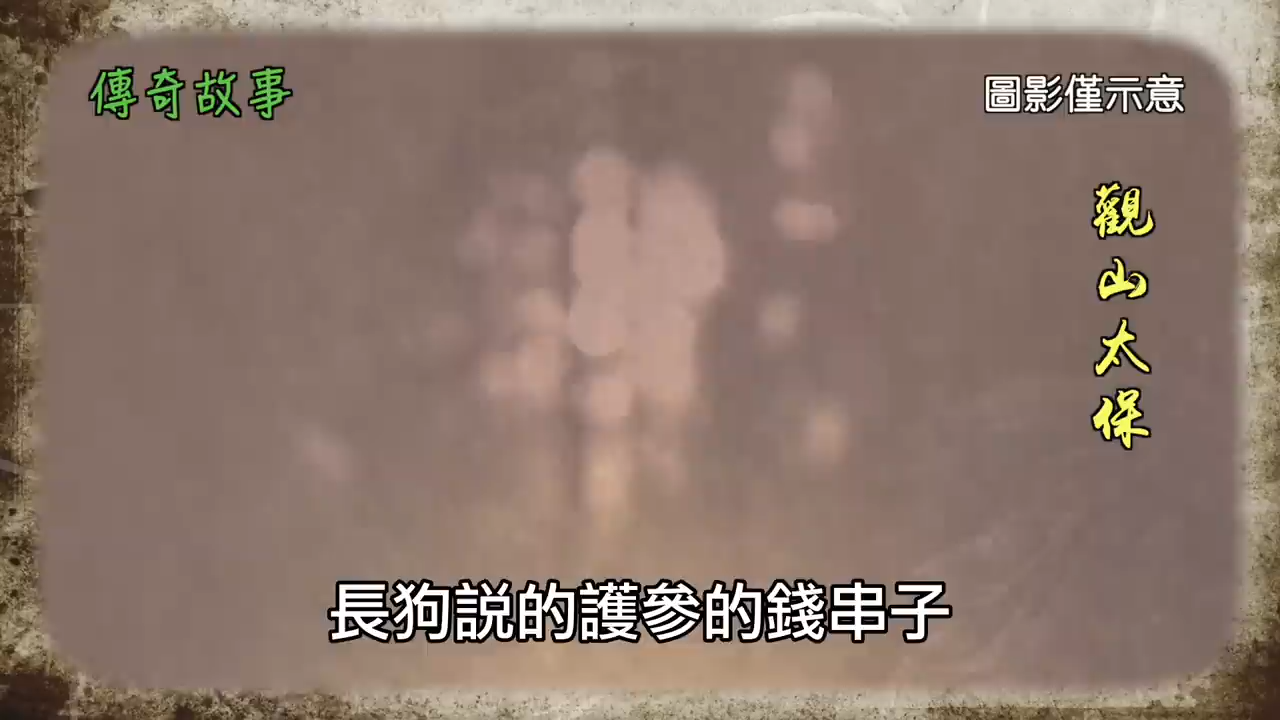 傳奇故事
圖影僅示意
觀山太保
長狗説的護參的錢串子